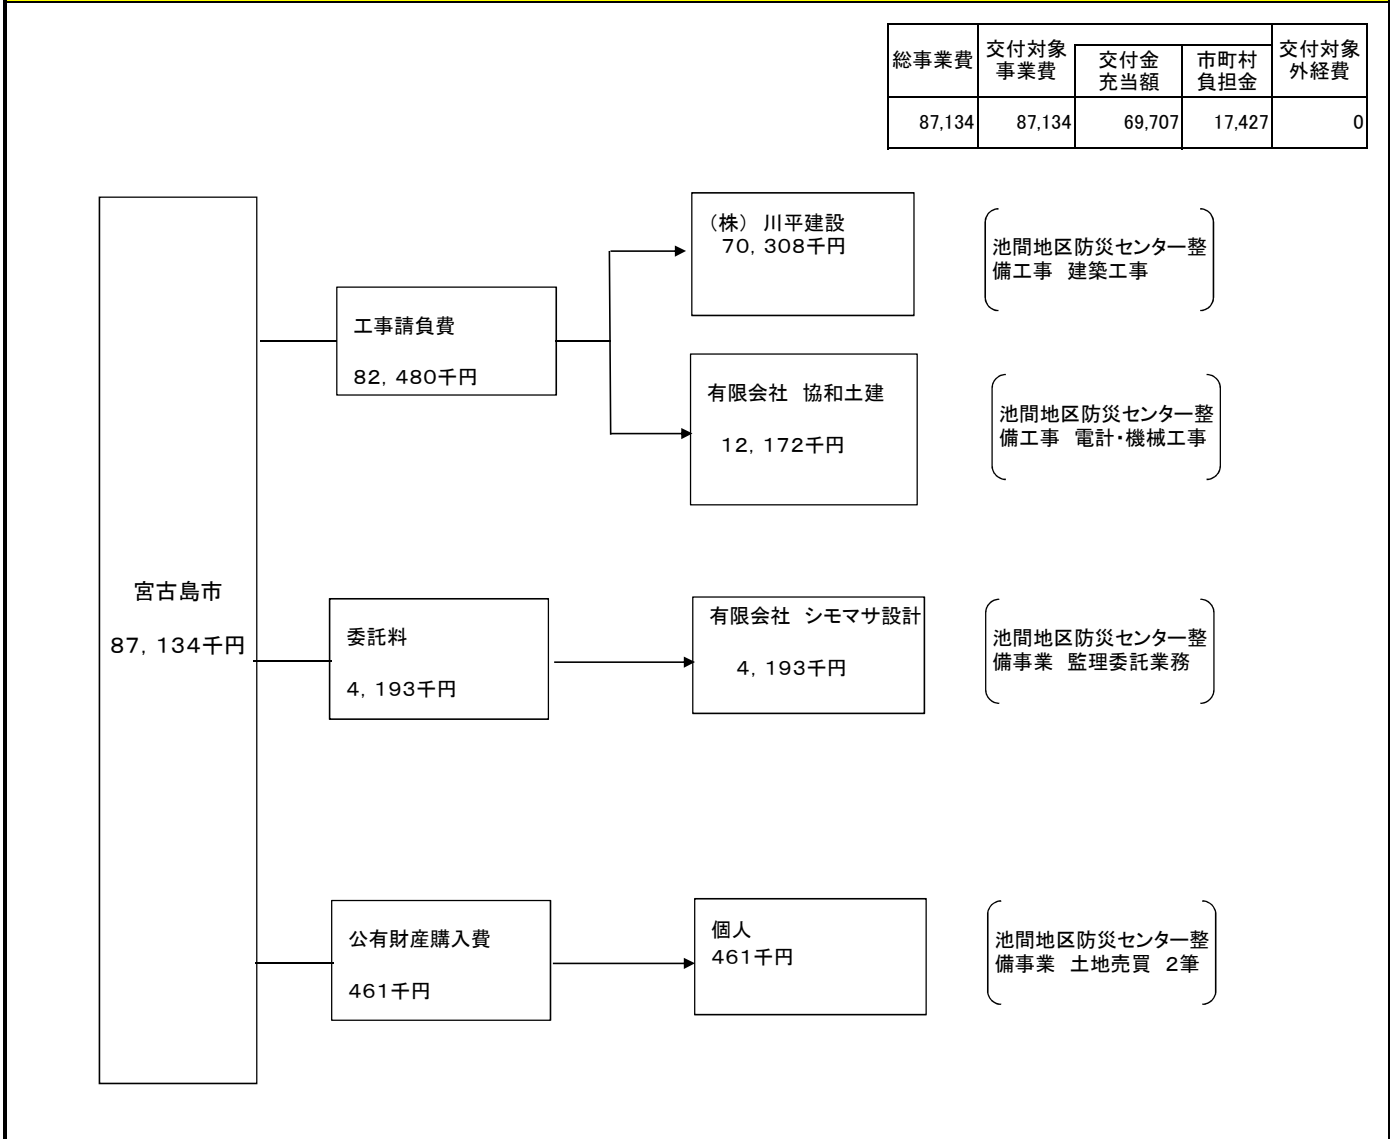 総事業費 交付対象事業費 交付金充当額 市町村負担金 交付対象外経費
87,134 87,134 69,707 17,427 0
（株） 川平建設
70，308千円
池間地区防災センター整
備工事　建築工事
工事請負費
82，480千円
有限会社　協和土建
12，172千円
池間地区防災センター整
備工事　電計・機械工事
宮古島市
87，134千円
委託料
4，193千円
有限会社　シモマサ設計
4，193千円
池間地区防災センター整
備事業　監理委託業務
公有財産購入費
461千円
個人
461千円
池間地区防災センター整
備事業　土地売買　2筆